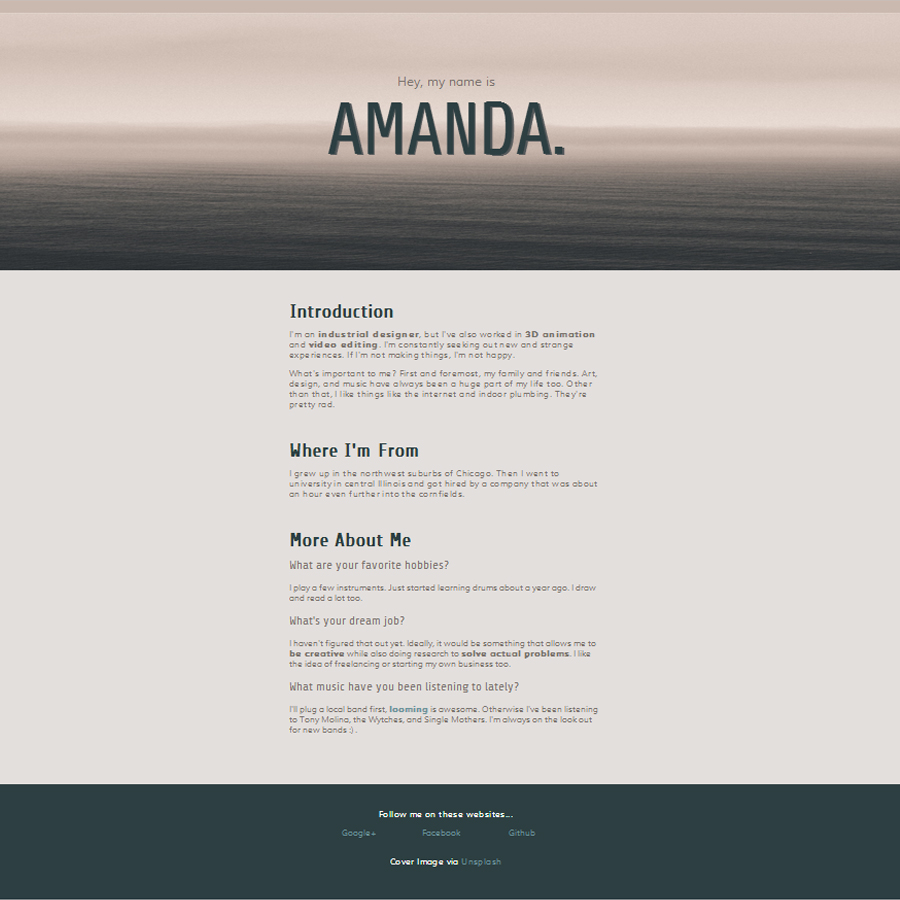 Hey, my name is
AMANDA.
Introduction
I'm an industrial designer, but I've also worked in 3D animation
and video editing. I'm constantly seeking out new and strange
experiences. If I'm not making things, I'm not happy.
What's important to me? First and foremost, my family and friends. Art,
design, and music have always been a huge part of my life too. Other
than that, I like things like the internet and indoor plumbing. They're
pretty rad.
Where I'm From
I grew up in the northwest suburbs of Chicago. Then I went to
university in central Illinois and got hired by a company that was about
an hour even further into the cornfields.
More About Me
What are your favorite hobbies?
I play a few instruments. Just started learning drums about a year ago. I draw
and read a lot too.
What's your dream job?
I haven't figured that out yet. Ideally, it would be something that allows me to
be creative while also doing research to solve actual problems. I like
the idea of freelancing or starting my own business too.
What music have you been listening to lately?
I'll plug a local band first, looming is awesome. Otherwise I've been listening
to Tony Molina, the Wytches, and Single Mothers. I'm always on the look out
for new bands :) .
Follow me on these websites...
Google+ Facebook Github
Cover Image via Unsplash